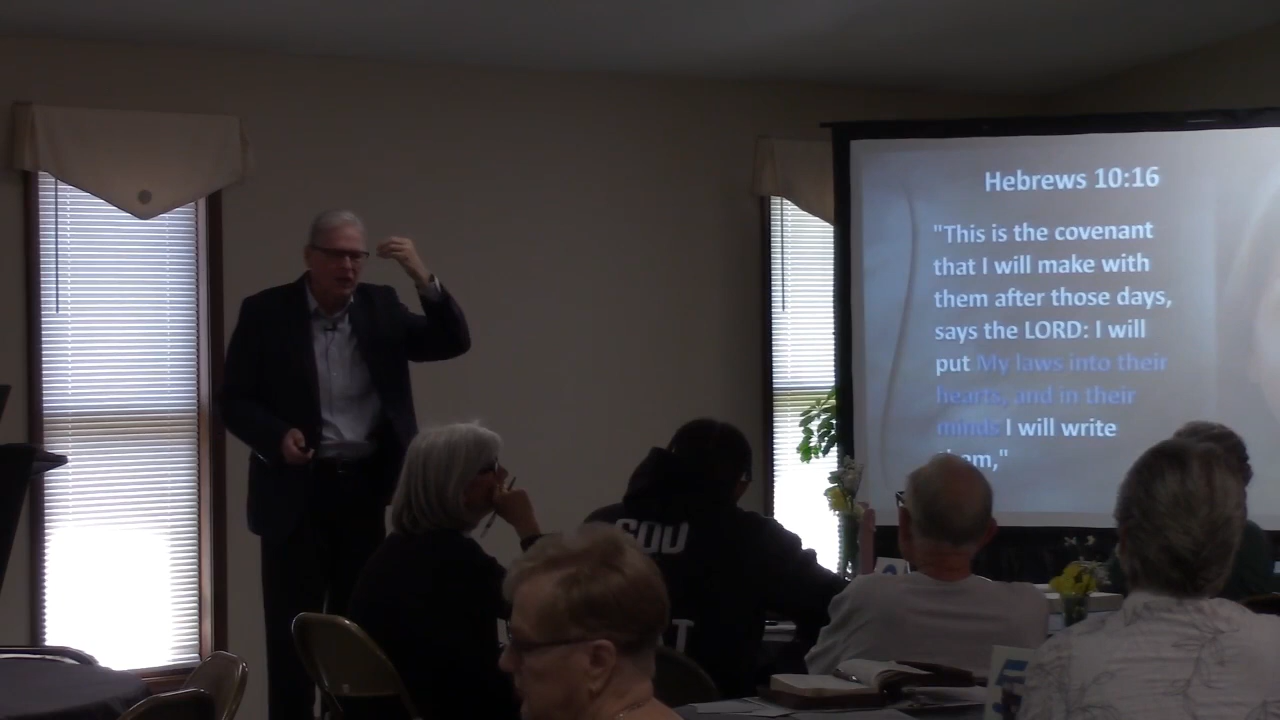 Hebrews 10:16
"This is the covenant
that I will make with
them after those days,
says the LORD: I will
put My laws into their
hearts, and in their
minds I will write
them,"